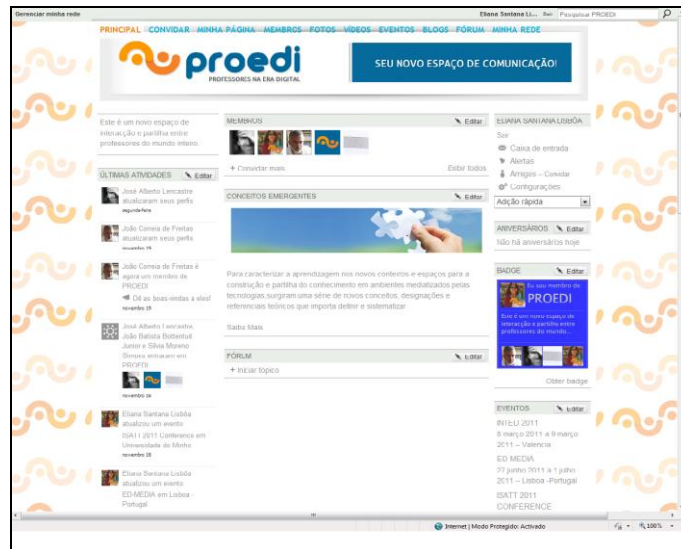 Gerenciar minha rede
Eliana Santana Li...
Sair
Pesquisar PROEDI
PRINCIPAL CONVIDAR MINHA PÁGINA MEMBROS FOTOS VÍDEOS EVENTOS BLOGS FÓRUM MINHA REDE
proedi
PROFESSORES NA ERA DIGITAL
SEU NOVO ESPAÇO DE COMUNICAÇÃO!
Este é um novo espaço de
interacção e partilha entre
professores do mundo inteiro.
ÚLTIMAS ATIVIDADES Editar
José Alberto Lencastre
atualizaram seus perfis
segunda-feira
João Correia de Freitas
atualizaram seus perfis
novembro 19
João Correia de Freitas é
agora um membro de
PROEDI
Dê as boas-vindas a eles!
novembro 19
José Alberto Lencastre,
João Batista Bottentuit
Junior e Sílvia Moreno
entraram em
PROEDI
novembro 16
Eliana Santana Lisbôa
atualizou um evento
ISATT 2011 Conference em
Universidade do Minho
novembro 10
Eliana Santana Lisbôa
atualizou um evento
ED-MEDIA em Lisboa -
Portugal
MEMBROS Editar
+ Convidar mais
Exibir todos
CONCEITOS EMERGENTES Editar
Para caracterizar a aprendizagem nos novos contextos e espaços para a
construção e partilha do conhecimento em ambientes mediatizados pelas
tecnologias,surgiram uma série de novos conceitos, designações e
referenciais teóricos que importa definir e sistematizar
Saiba Mais
FÓRUM Editar
+ Iniciar tópico
ELIANA SANTANA LISBÔA
Sair
Caixa de entrada
Alertas
Amigos – Convidar
Configurações
Adição rápida
ANIVERSÁRIOS Editar
Não há aniversários hoje
BADGE Editar
Eu sou membro de:
PROEDI
Este é um novo espaço de
interacção e partilha entre
professores do mundo...
Obter badge
EVENTOS Editar
INTED 2011
8 março 2011 a 9 março
2011 – Valencia
ED MEDIA
27 junho 2011 a 1 julho
2011 – Lisboa -Portugal
ISATT 2011
CONFERENCE
Internet | Modo Protegido: Activado
100%